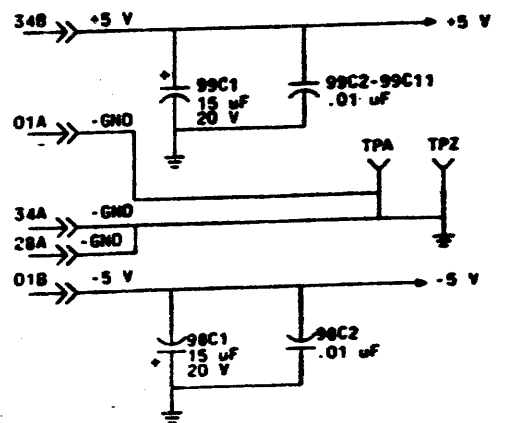 34B +5 V +5 V
+ 99C1 99C2-99C11
15 uF .01 uF
20 V
01A -GND
TPA TPZ
34A -GND
28A -GND
01B -5 V -5 V
98C1 98C2
+ 15 uF .01 uF
20 V